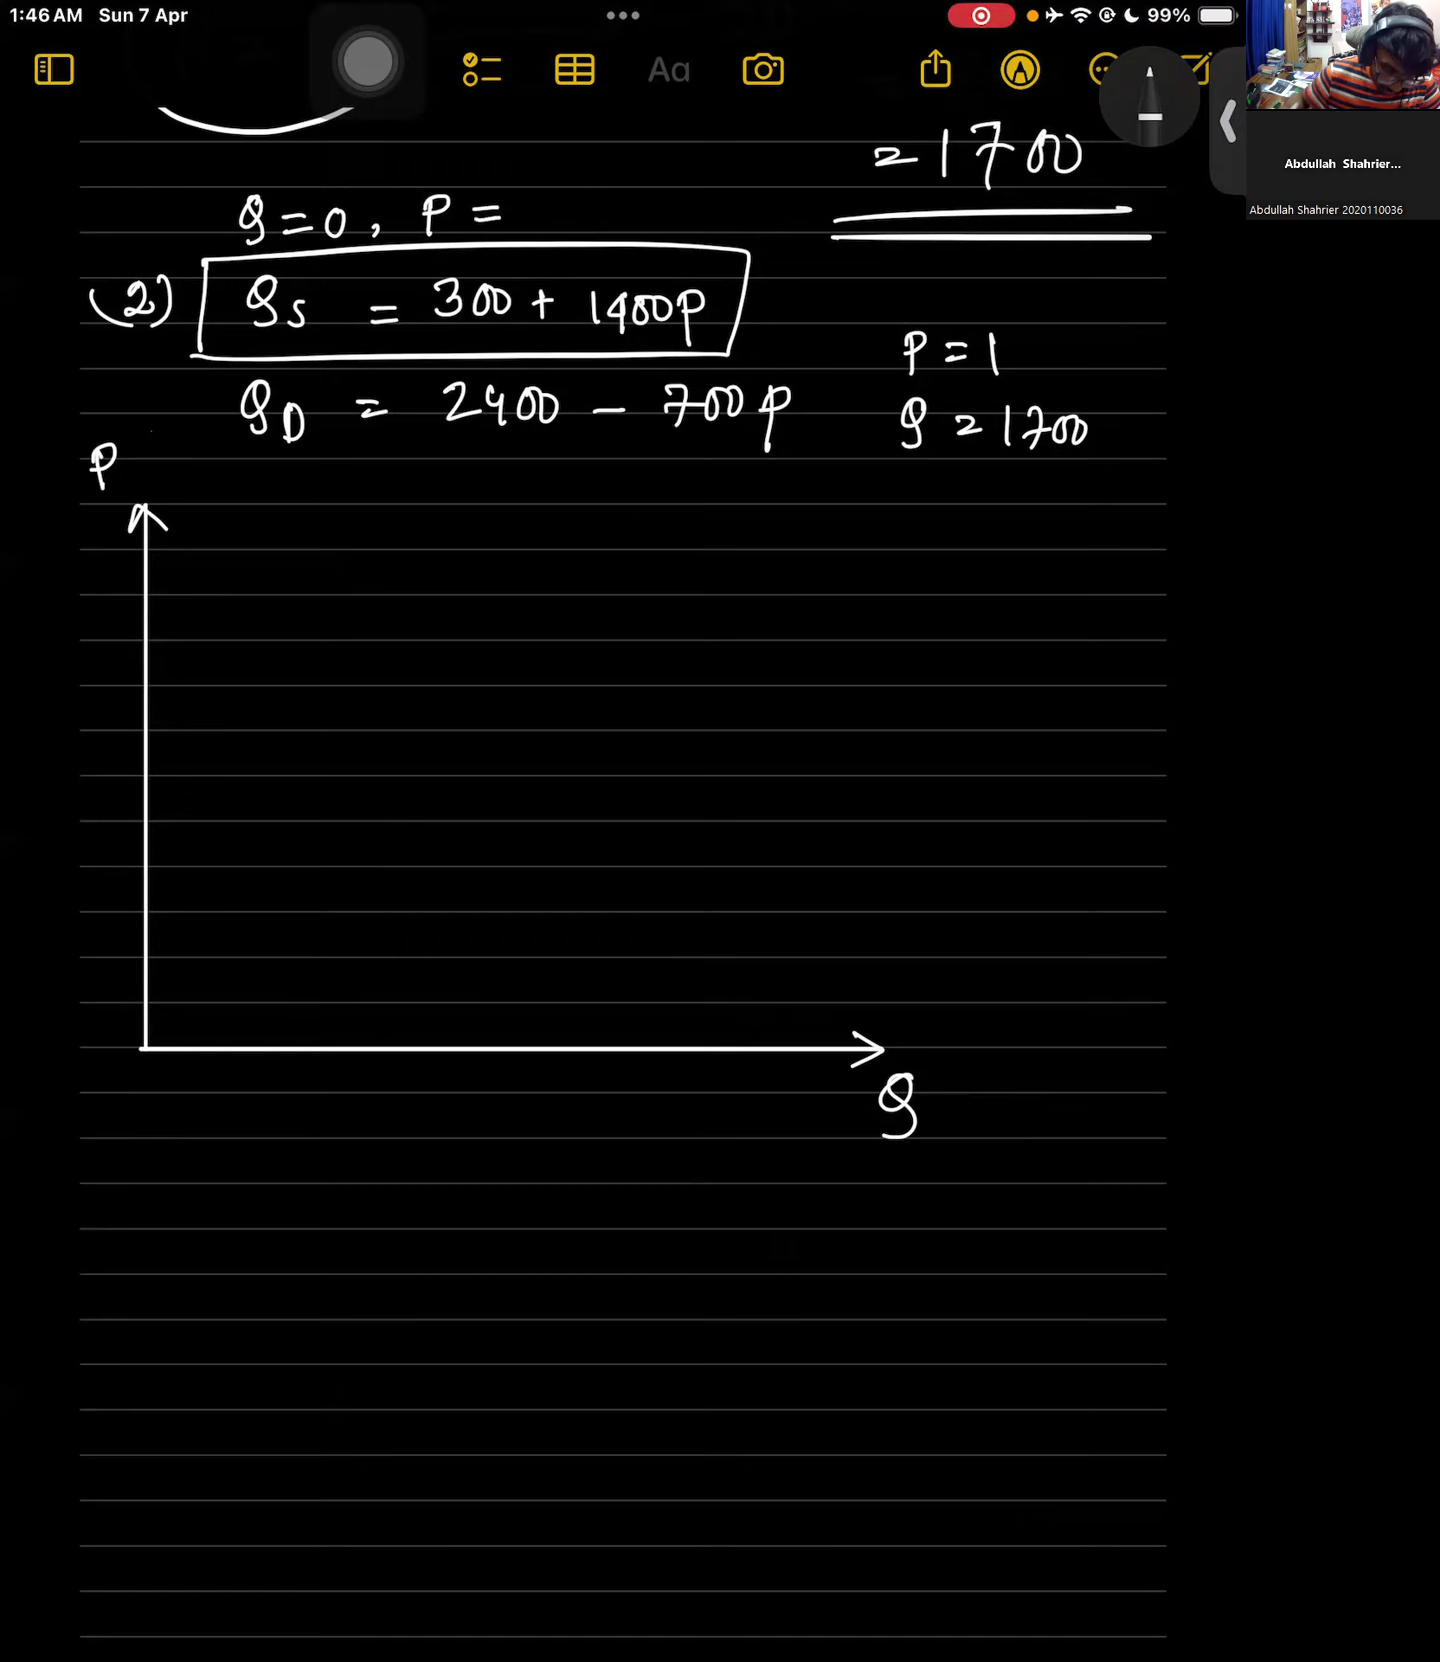 1:46 AM Sun 7 Apr
99%
Aa
Abdullah Shahrier...
Abdullah Shahrier 2020110036
= 1700
Q = 0, P =
(2) Qs = 300 + 1400P
P = 1
QD = 2400 - 700P
Q = 1700
P
Q